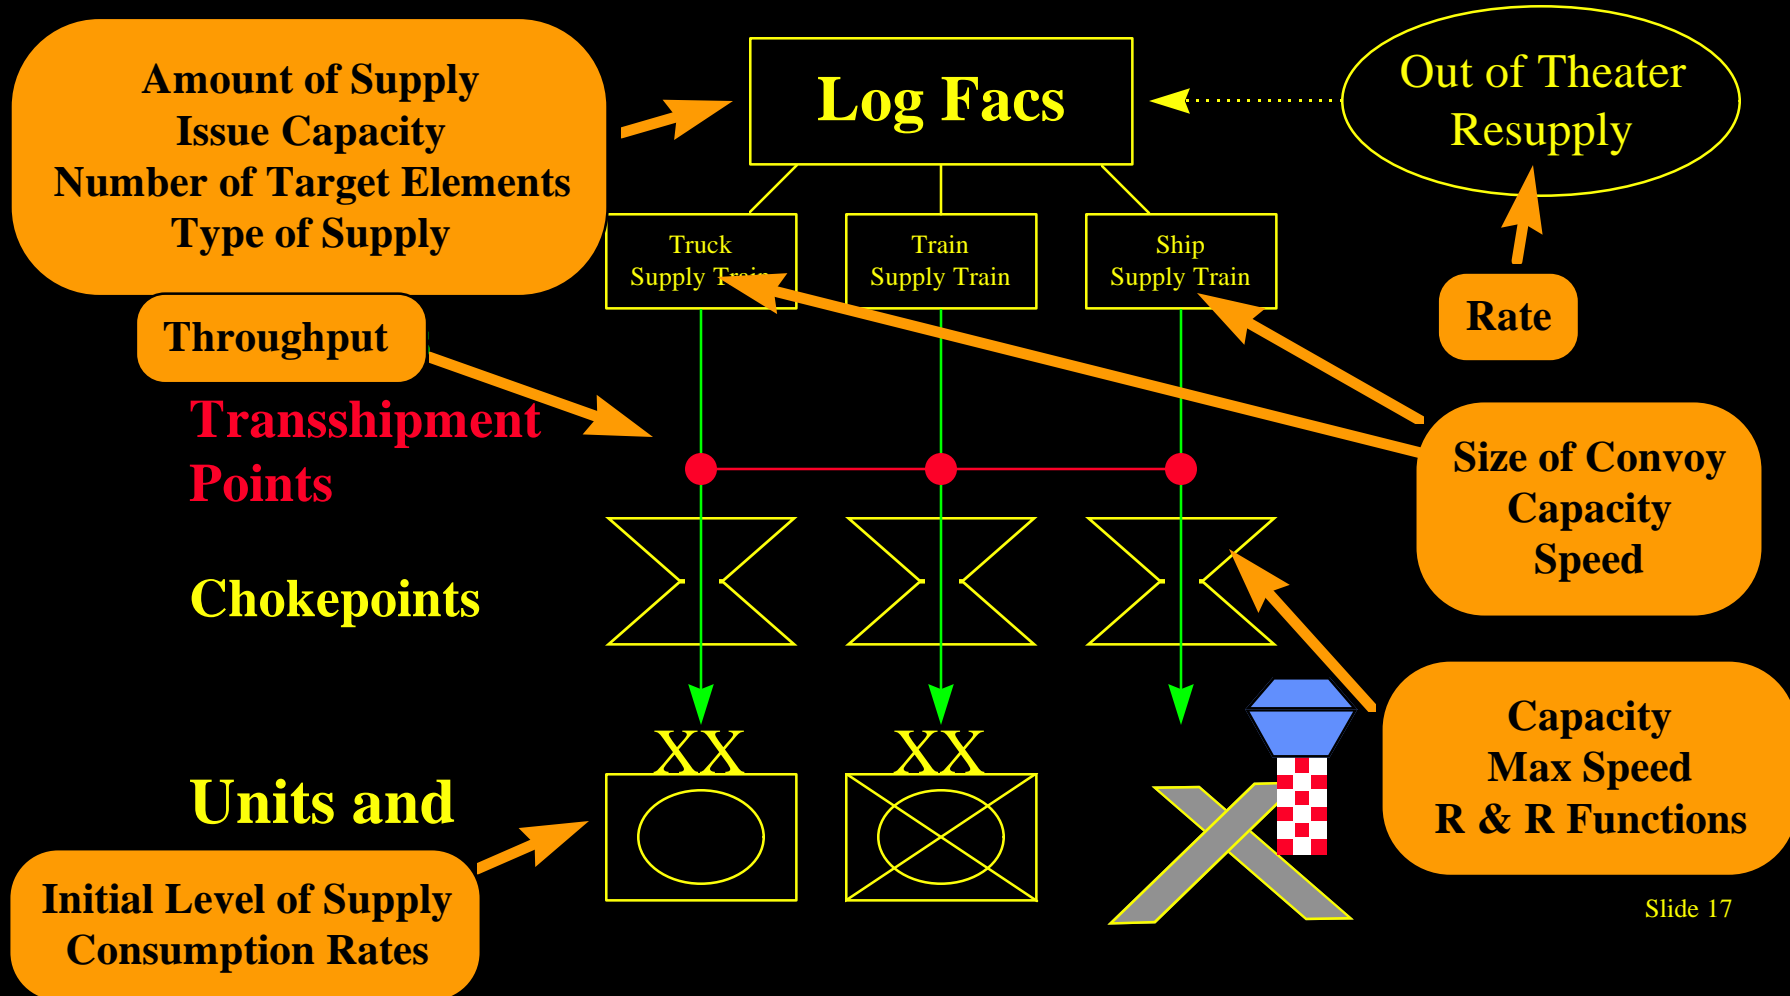 Amount of Supply
Issue Capacity
Number of Target Elements
Type of Supply
Log Facs
Out of Theater
Resupply
Truck
Supply Train
Train
Supply Train
Ship
Supply Train
Rate
Throughput
Transshipment
Points
Size of Convoy
Capacity
Speed
Chokepoints
Capacity
Max Speed
R & R Functions
XX
XX
Units and
Initial Level of Supply
Consumption Rates
Slide 17